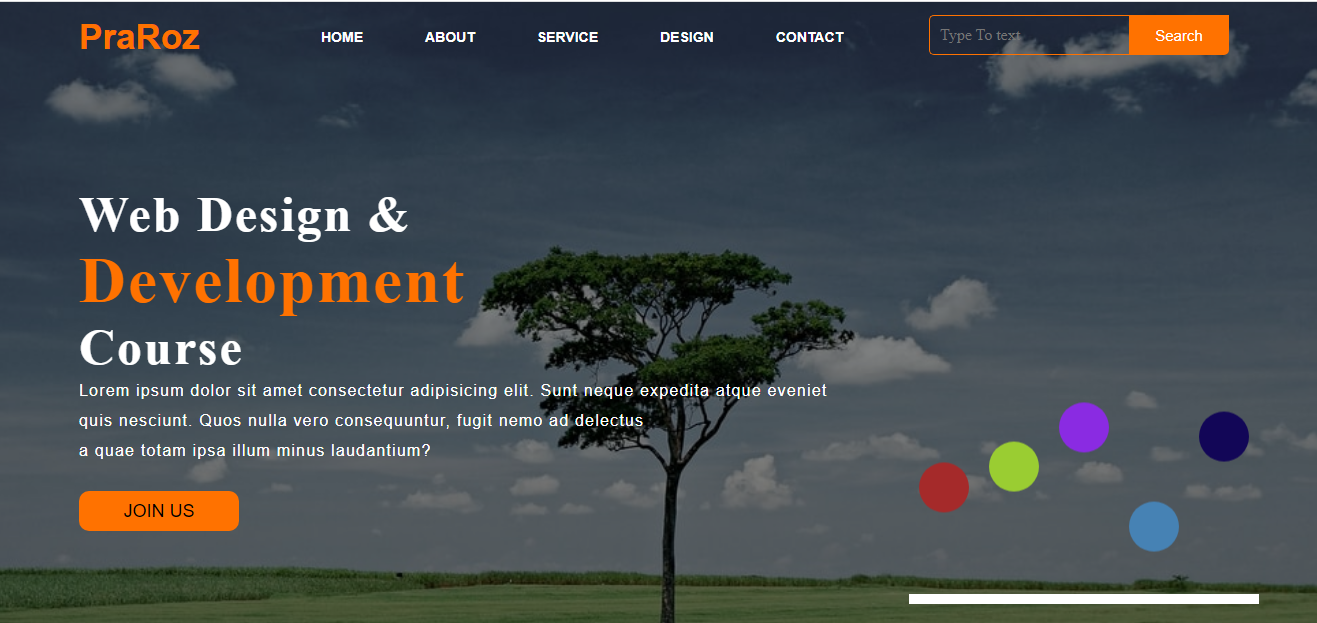 PraRoz
HOME ABOUT SERVICE DESIGN CONTACT
Type To text Search
Web Design &
Development
Course
Lorem ipsum dolor sit amet consectetur adipisicing elit. Sunt neque expedita atque eveniet
quis nesciunt. Quos nulla vero consequuntur, fugit nemo ad delectus
a quae totam ipsa illum minus laudantium?
JOIN US